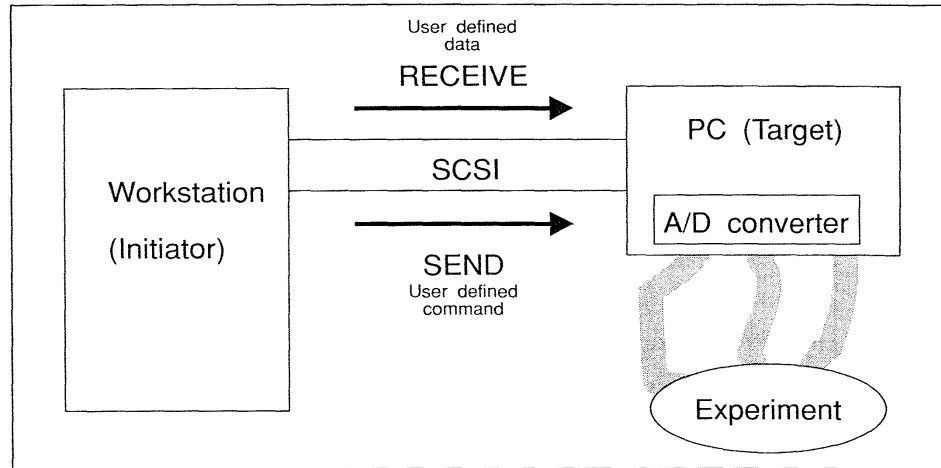 User defined
data
RECEIVE
PC (Target)
SCSI
Workstation
(Initiator)
A/D converter
SEND
User defined
command
Experiment